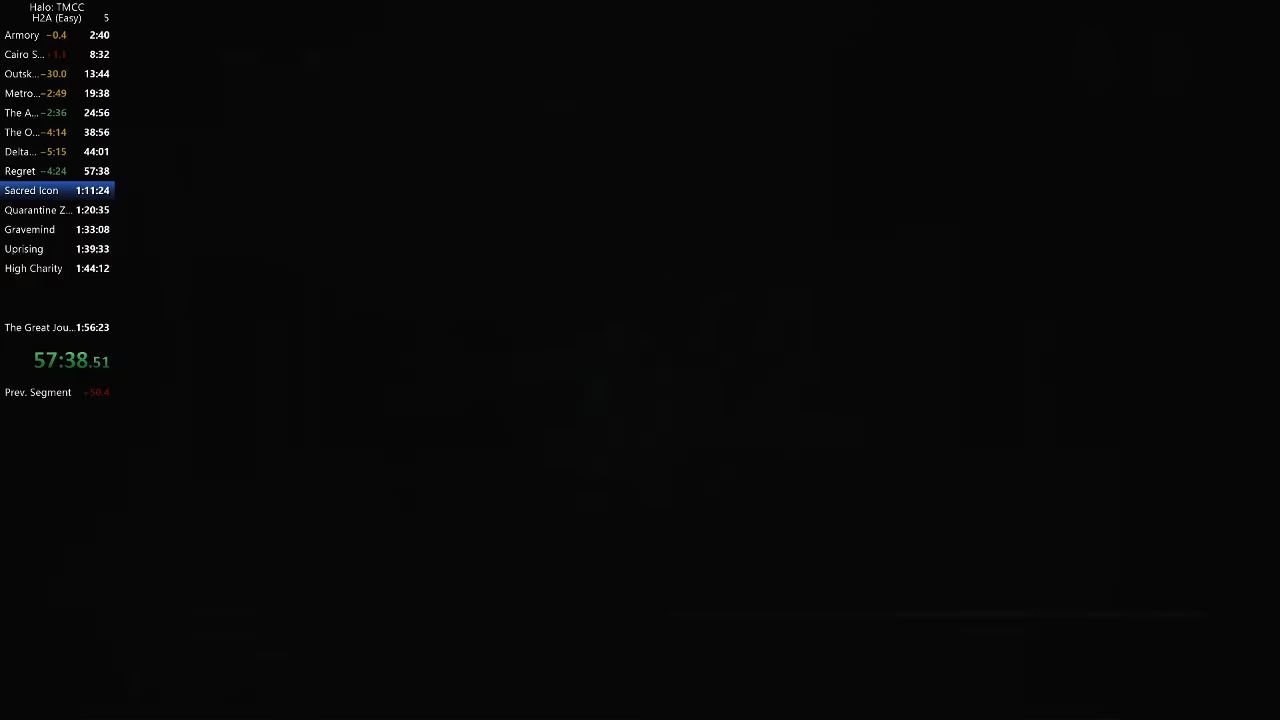 Halo: TMCC
H2A (Easy) 5
Armory −0.4 2:40
Cairo S... +1.1 8:32
Outsk... −30.0 13:44
Metro... −2:49 19:38
The A... −2:36 24:56
The O... −4:14 38:56
Delta... −5:15 44:01
Regret −4:24 57:38
Sacred Icon 1:11:24
Quarantine Z... 1:20:35
Gravemind 1:33:08
Uprising 1:39:33
High Charity 1:44:12
The Great Jou... 1:56:23
57:38.51
Prev. Segment +50.4